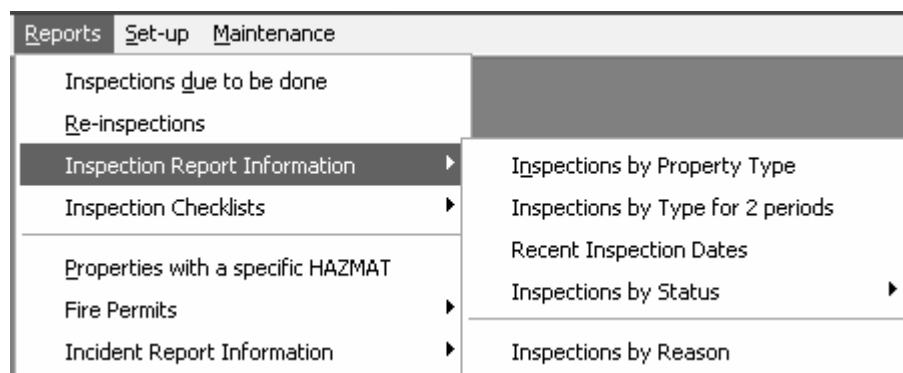 Reports Set-up Maintenance
Inspections due to be done
Re-inspections
Inspection Report Information
Inspection Checklists
Properties with a specific HAZMAT
Fire Permits
Incident Report Information
Inspections by Property Type
Inspections by Type for 2 periods
Recent Inspection Dates
Inspections by Status
Inspections by Reason